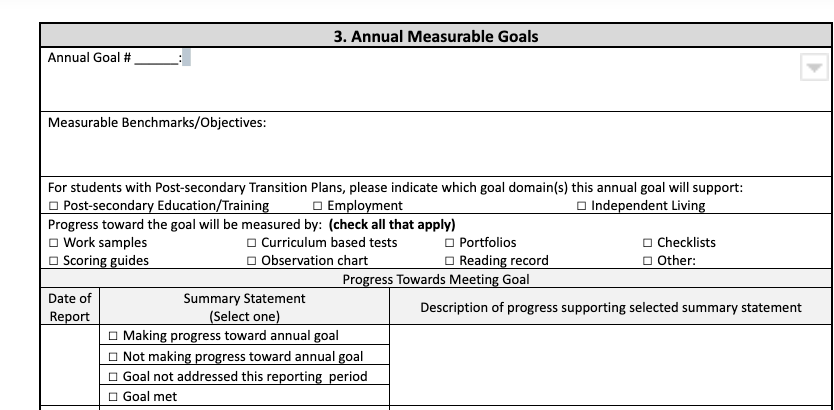 3. Annual Measurable Goals
Annual Goal # ______:
Measurable Benchmarks/Objectives:
For students with Post-secondary Transition Plans, please indicate which goal domain(s) this annual goal will support:
☐ Post-secondary Education/Training ☐ Employment ☐ Independent Living
Progress toward the goal will be measured by: (check all that apply)
☐ Work samples ☐ Curriculum based tests ☐ Portfolios ☐ Checklists
☐ Scoring guides ☐ Observation chart ☐ Reading record ☐ Other:
Progress Towards Meeting Goal
Date of Report
Summary Statement
(Select one)
Description of progress supporting selected summary statement
☐ Making progress toward annual goal
☐ Not making progress toward annual goal
☐ Goal not addressed this reporting period
☐ Goal met